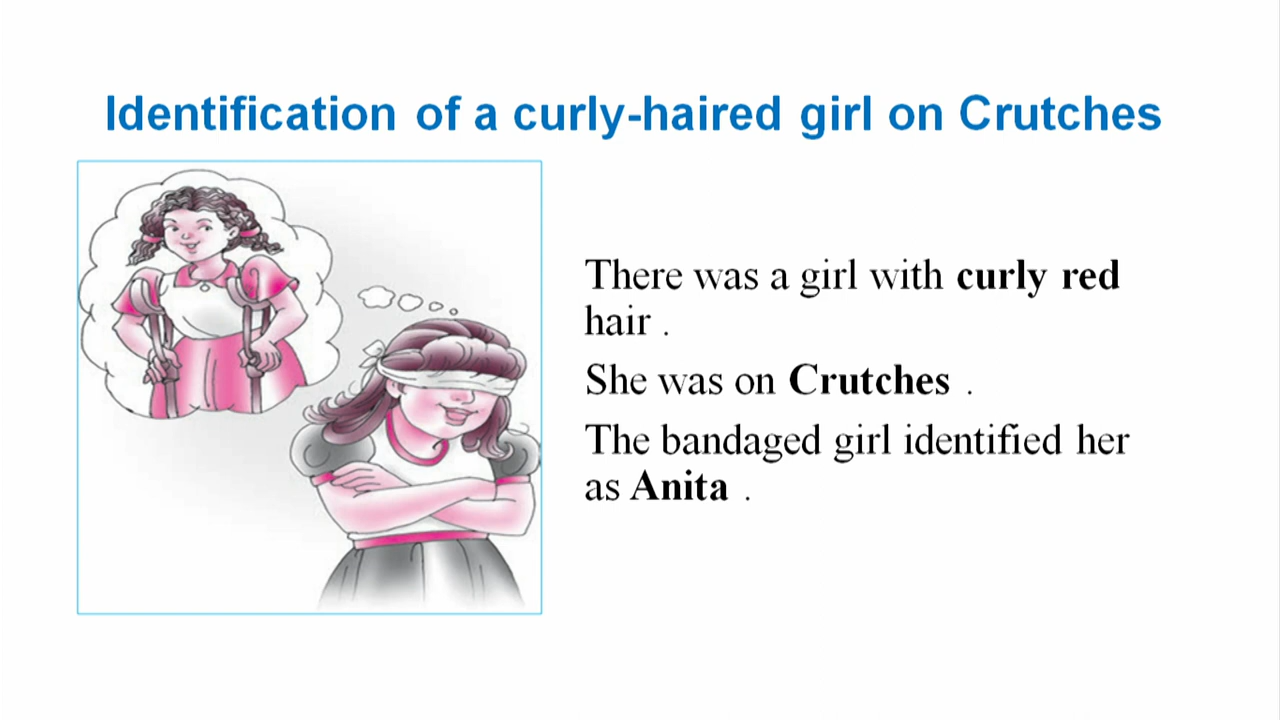 Identification of a curly-haired girl on Crutches
There was a girl with curly red
hair .
She was on Crutches .
The bandaged girl identified her
as Anita .